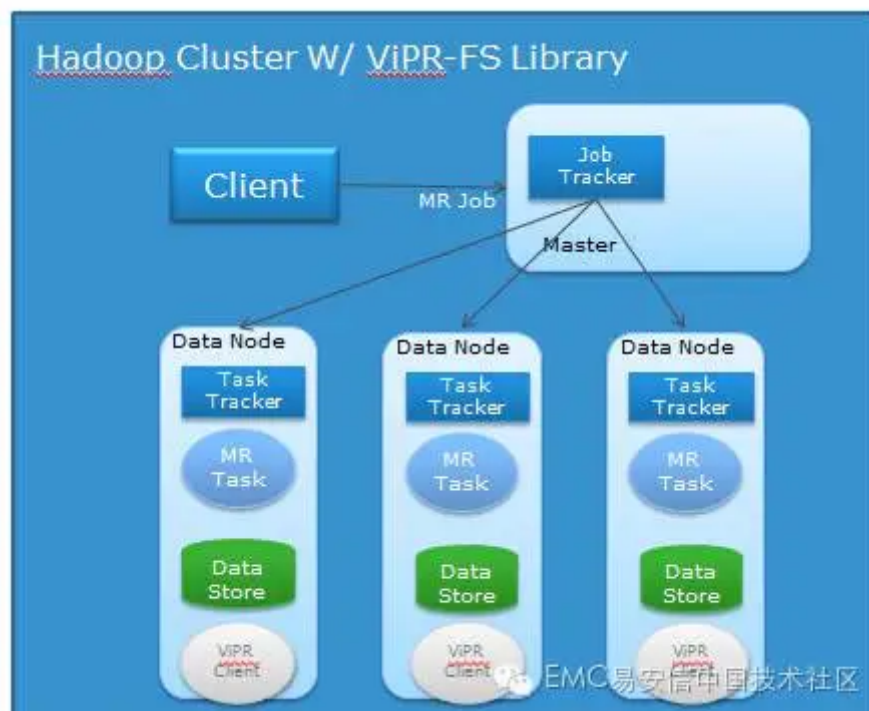 Hadoop Cluster W/ ViPR-FS Library
Client
MR Job
Job
Tracker
Master
Data Node
Task
Tracker
MR
Task
Data
Store
ViPR
Client
Data Node
Task
Tracker
MR
Task
Data
Store
ViPR
Client
Data Node
Task
Tracker
MR
Task
Data
Store
ViPR
Client
EMC易安信中国技术社区